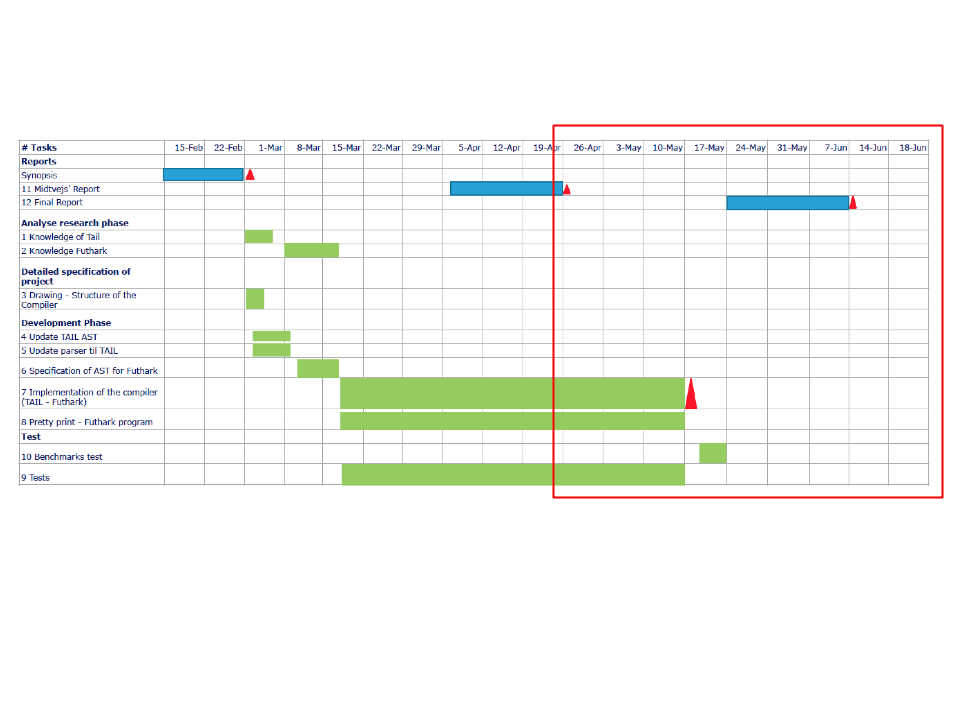 # Tasks 15-Feb 22-Feb 1-Mar 8-Mar 15-Mar 22-Mar 29-Mar 5-Apr 12-Apr 19-Apr 26-Apr 3-May 10-May 17-May 24-May 31-May 7-Jun 14-Jun 18-Jun
Reports
Synopsis
11 Midtvejs' Report
12 Final Report
Analyse research phase
1 Knowledge of Tail
2 Knowledge Futhark
Detailed specification of
project
3 Drawing - Structure of the
Compiler
Development Phase
4 Update TAIL AST
5 Update parser til TAIL
6 Specification of AST for Futhark
7 Implementation of the compiler
(TAIL - Futhark)
8 Pretty print - Futhark program
Test
10 Benchmarks test
9 Tests